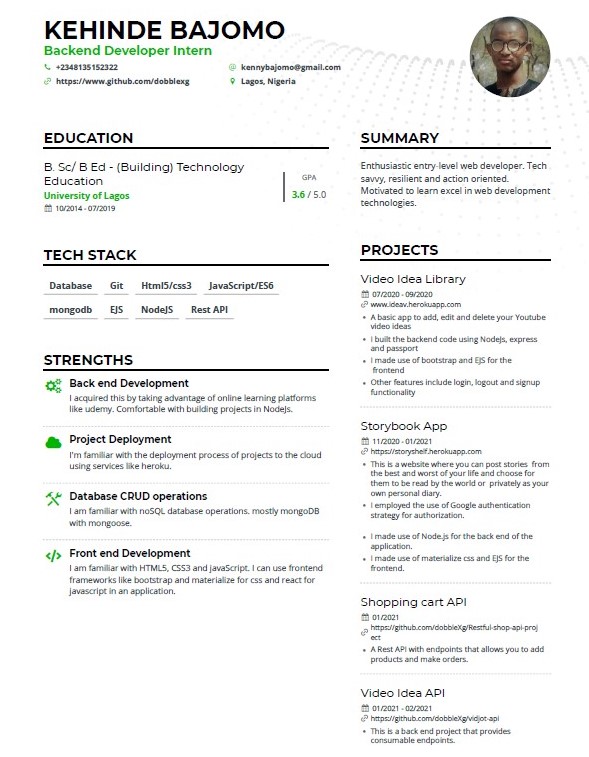 KEHINDE BAJOMO
Backend Developer Intern
+2348135152322
kennybajomo@gmail.com
https://www.github.com/dobblexg
Lagos, Nigeria
EDUCATION
B. Sc/ B Ed - (Building) Technology
Education
University of Lagos
10/2014 - 07/2019
GPA
3.6 / 5.0
TECH STACK
Database
Git
Html5/css3
JavaScript/ES6
mongodb
EJS
NodeJS
Rest API
STRENGTHS
Back end Development
I acquired this by taking advantage of online learning platforms
like udemy. Comfortable with building projects in NodeJs.
Project Deployment
I'm familiar with the deployment process of projects to the cloud
using services like heroku.
Database CRUD operations
I am familiar with noSQL database operations. mostly mongoDB
with mongoose.
Front end Development
I am familiar with HTML5, CSS3 and javaScript. I can use frontend
frameworks like bootstrap and materialize for css and react for
javascript in an application.
SUMMARY
Enthusiastic entry-level web developer. Tech
savvy, resilient and action oriented.
Motivated to learn excel in web development
technologies.
PROJECTS
Video Idea Library
07/2020 - 09/2020
www.ideav.herokuapp.com
• A basic app to add, edit and delete your Youtube
video ideas
• I built the backend code using NodeJs, express
and passport
• I made use of bootstrap and EJS for the
frontend
• Other features include login, logout and signup
functionality
Storybook App
11/2020 - 01/2021
https://storyshelf.herokuapp.com
• This is a website where you can post stories from
the best and worst of your life and choose for
them to be read by the world or privately as your
own personal diary.
• I employed the use of Google authentication
strategy for authorization.
• I made use of Node.js for the back end of the
application.
• I made use of materialize css and EJS for the
frontend.
Shopping cart API
01/2021
https://github.com/dobbleXg/Restful-shop-api-proj
ect
• A Rest API with endpoints that allows you to add
products and make orders.
Video Idea API
01/2021 - 02/2021
https://github.com/dobbleXg/vidjot-api
• This is a back end project that provides
consumable endpoints.